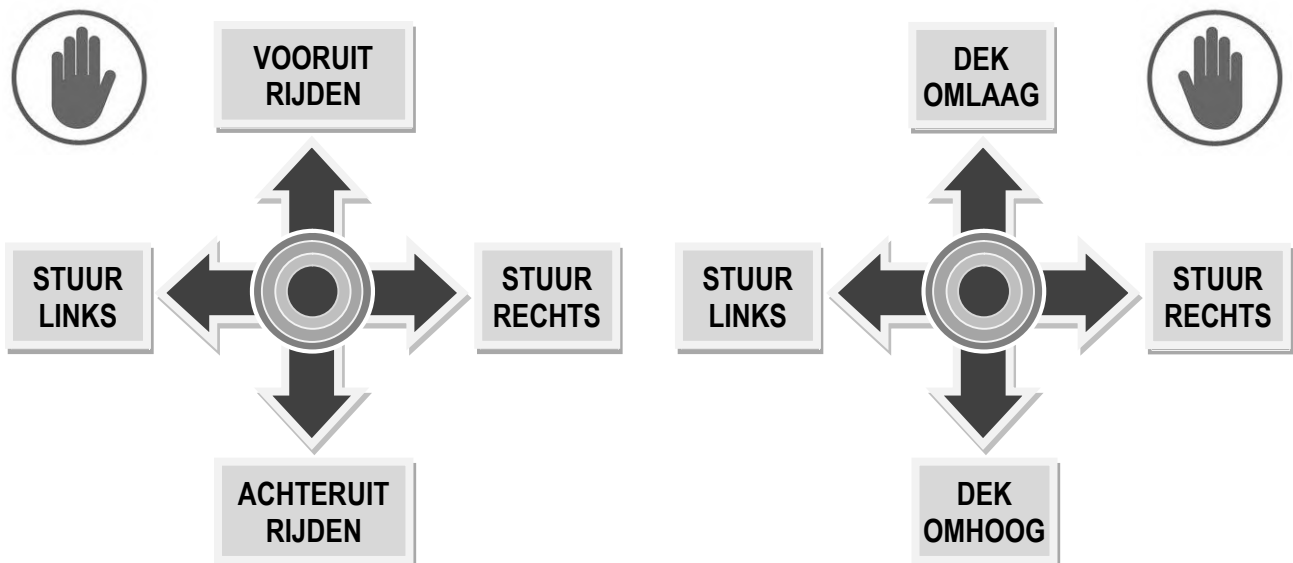 VOORUIT
RIJDEN
STUUR
LINKS
STUUR
RECHTS
ACHTERUIT
RIJDEN
DEK
OMLAAG
STUUR
LINKS
STUUR
RECHTS
DEK
OMHOOG